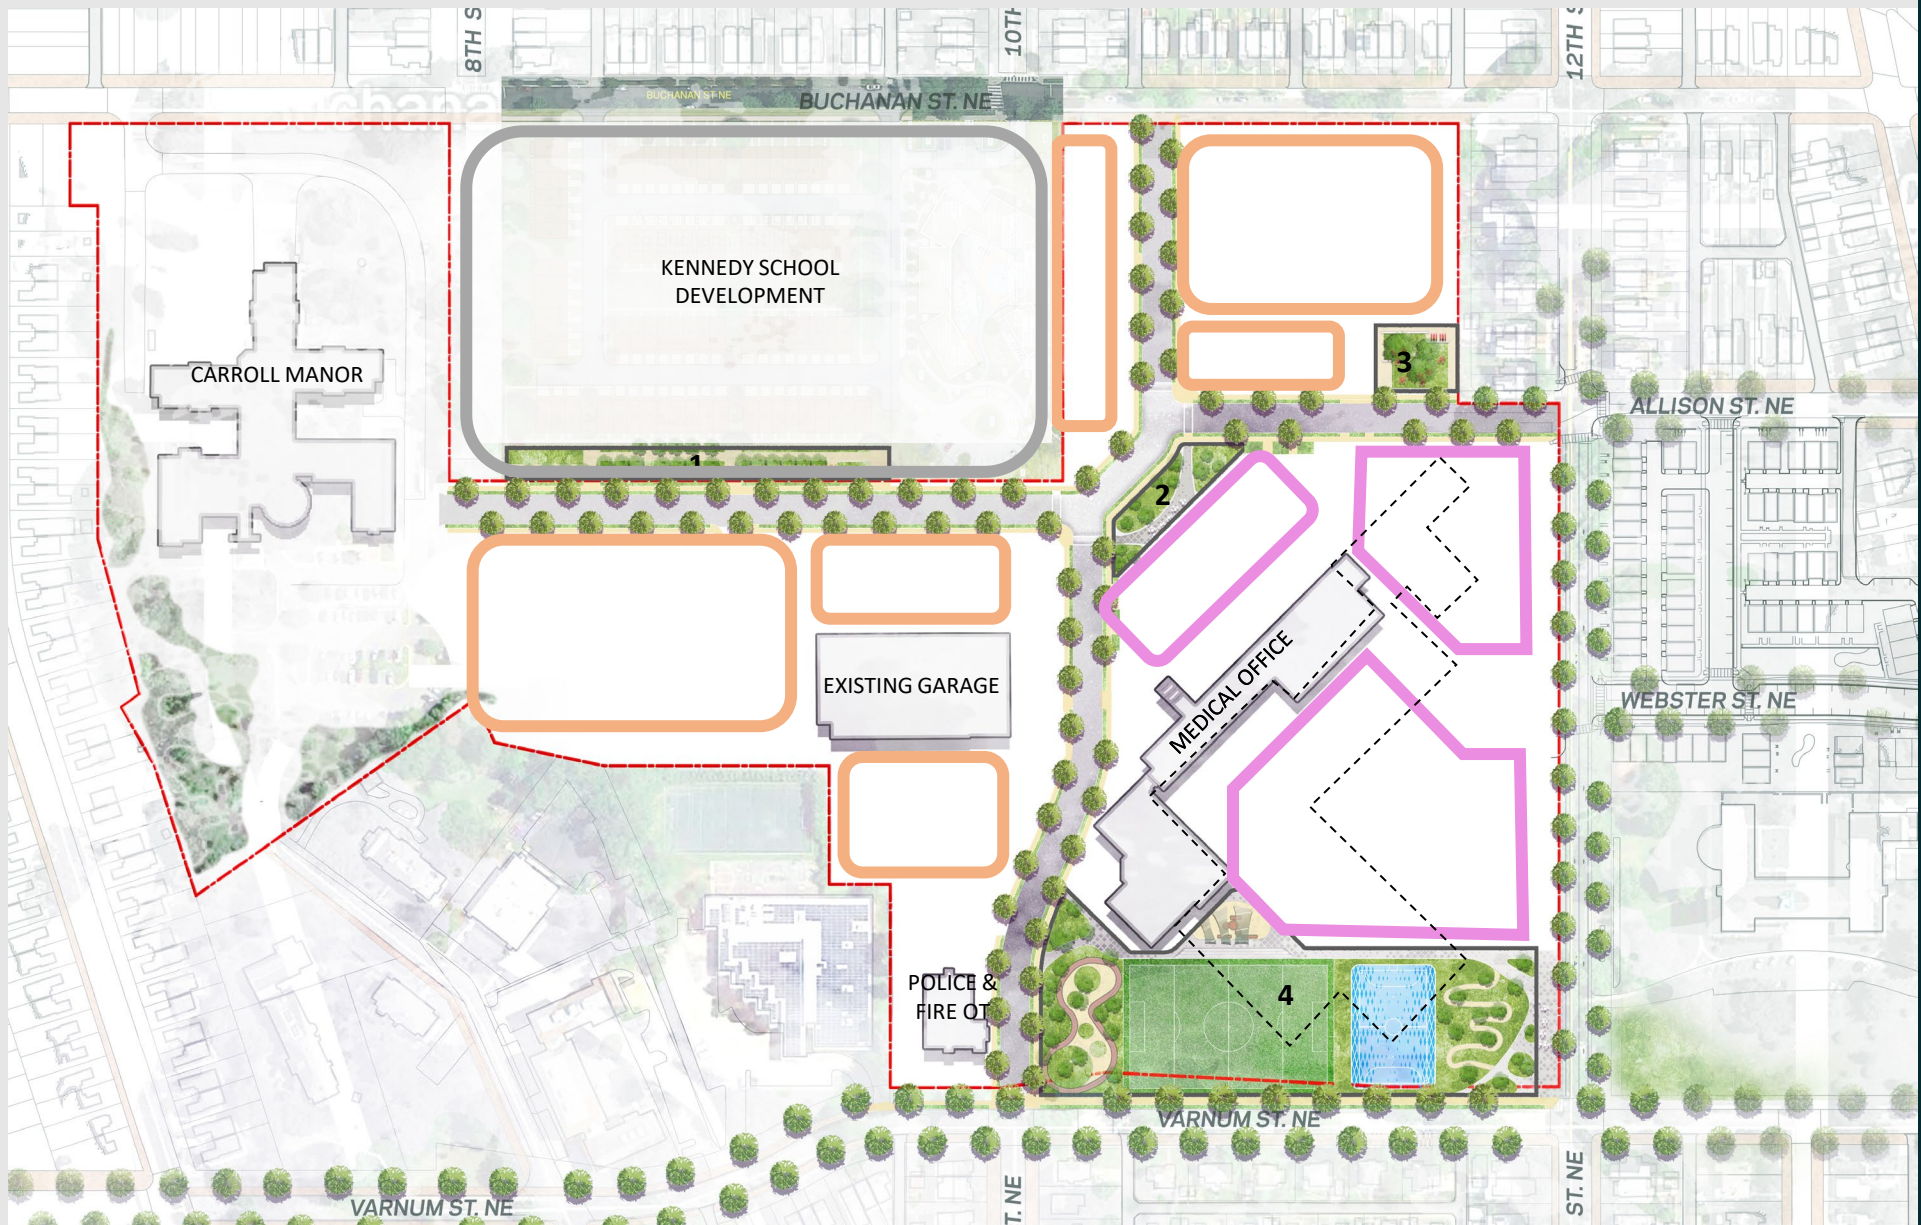 8TH S
10TH
12TH S
BUCHANAN ST NE
BUCHANAN ST. NE
Buchana
KENNEDY SCHOOL
DEVELOPMENT
CARROLL MANOR
3
ALLISON ST. NE
1
2
MEDICAL OFFICE
EXISTING GARAGE
WEBSTER ST. NE
POLICE &
FIRE OT
4
VARNUM ST. NE
VARNUM ST. NE
T. NE
ST. NE